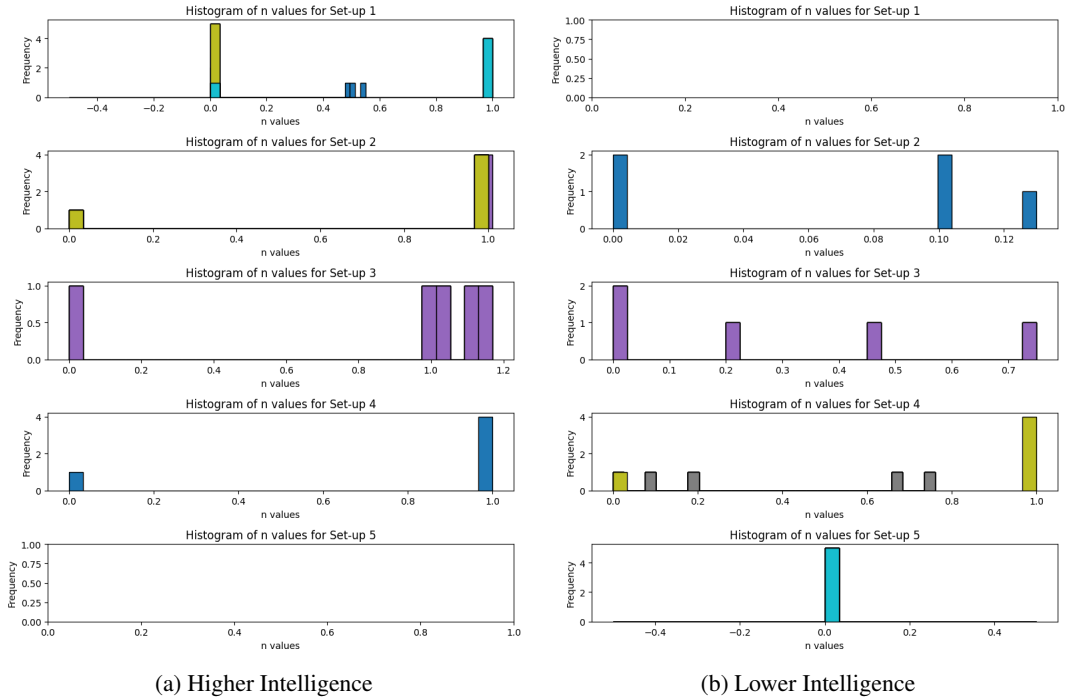 Histogram of n values for Set-up 1
Frequency
4
2
0
−0.4 −0.2 0.0 0.2 0.4 0.6 0.8 1.0
n values
Histogram of n values for Set-up 2
Frequency
4
2
0
0.0 0.2 0.4 0.6 0.8 1.0
n values
Histogram of n values for Set-up 3
Frequency
1.0
0.5
0.0
0.0 0.2 0.4 0.6 0.8 1.0 1.2
n values
Histogram of n values for Set-up 4
Frequency
4
2
0
0.0 0.2 0.4 0.6 0.8 1.0
n values
Histogram of n values for Set-up 5
Frequency
1.00
0.75
0.50
0.25
0.00
0.0 0.2 0.4 0.6 0.8 1.0
n values
(a) Higher Intelligence
Histogram of n values for Set-up 1
Frequency
1.00
0.75
0.50
0.25
0.00
0.0 0.2 0.4 0.6 0.8 1.0
n values
Histogram of n values for Set-up 2
Frequency
2
1
0
0.00 0.02 0.04 0.06 0.08 0.10 0.12
n values
Histogram of n values for Set-up 3
Frequency
2
1
0
0.0 0.1 0.2 0.3 0.4 0.5 0.6 0.7
n values
Histogram of n values for Set-up 4
Frequency
4
2
0
0.0 0.2 0.4 0.6 0.8 1.0
n values
Histogram of n values for Set-up 5
Frequency
4
2
0
−0.4 −0.2 0.0 0.2 0.4
n values
(b) Lower Intelligence